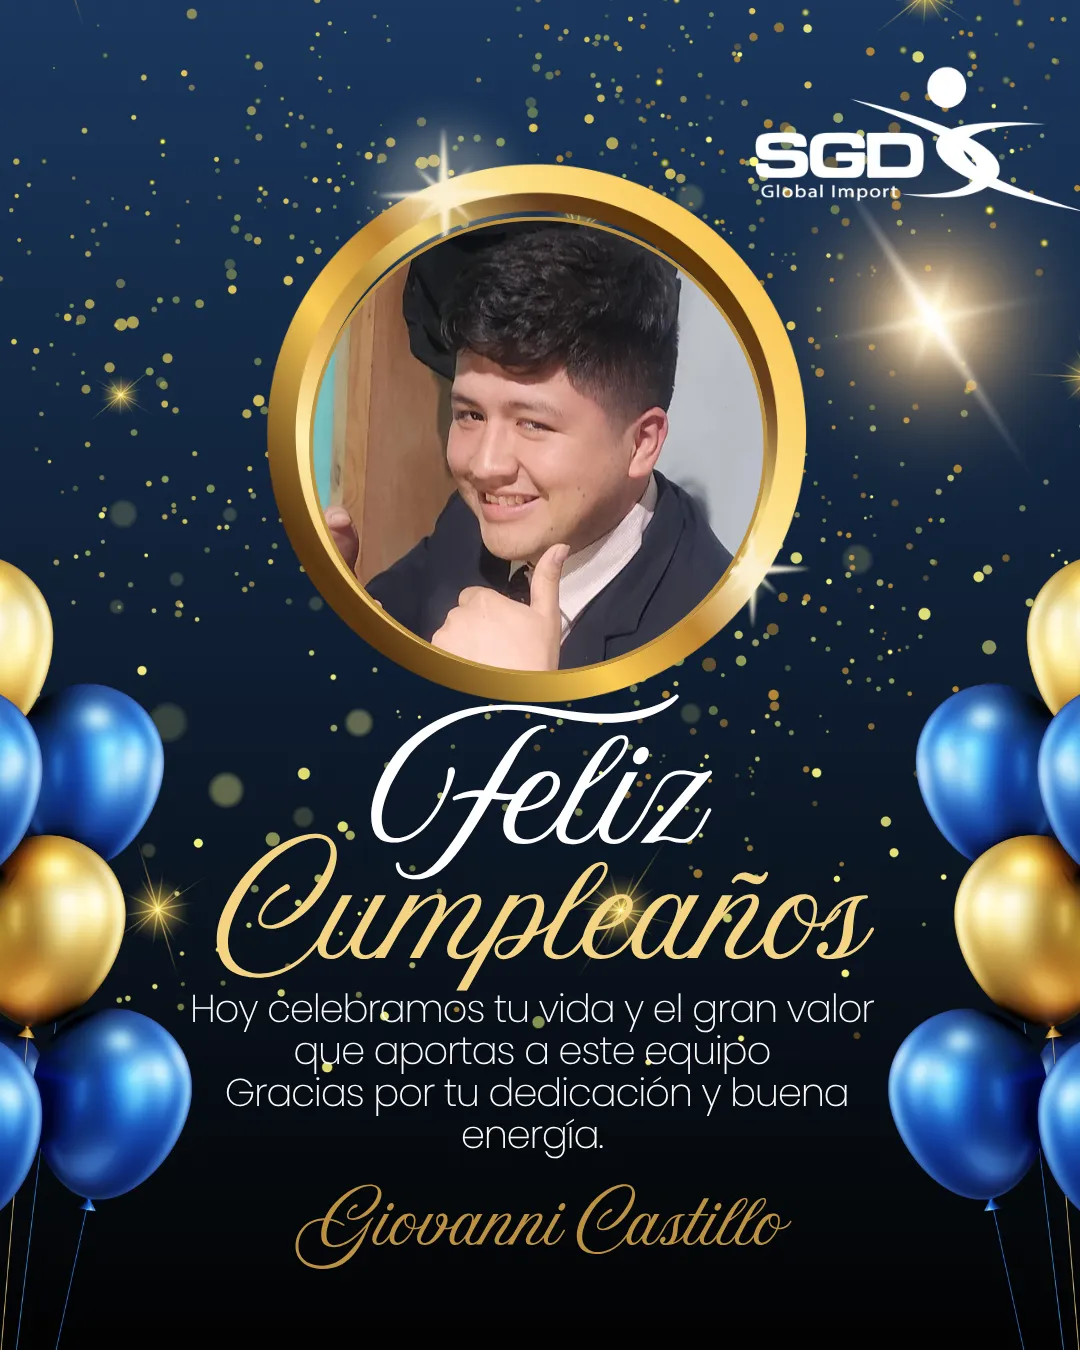 SGD
Global Import
Feliz
Cumpleaños
Hoy celebramos tu vida y el gran valor
que aportas a este equipo
Gracias por tu dedicación y buena
energía.
Giovanni Castillo